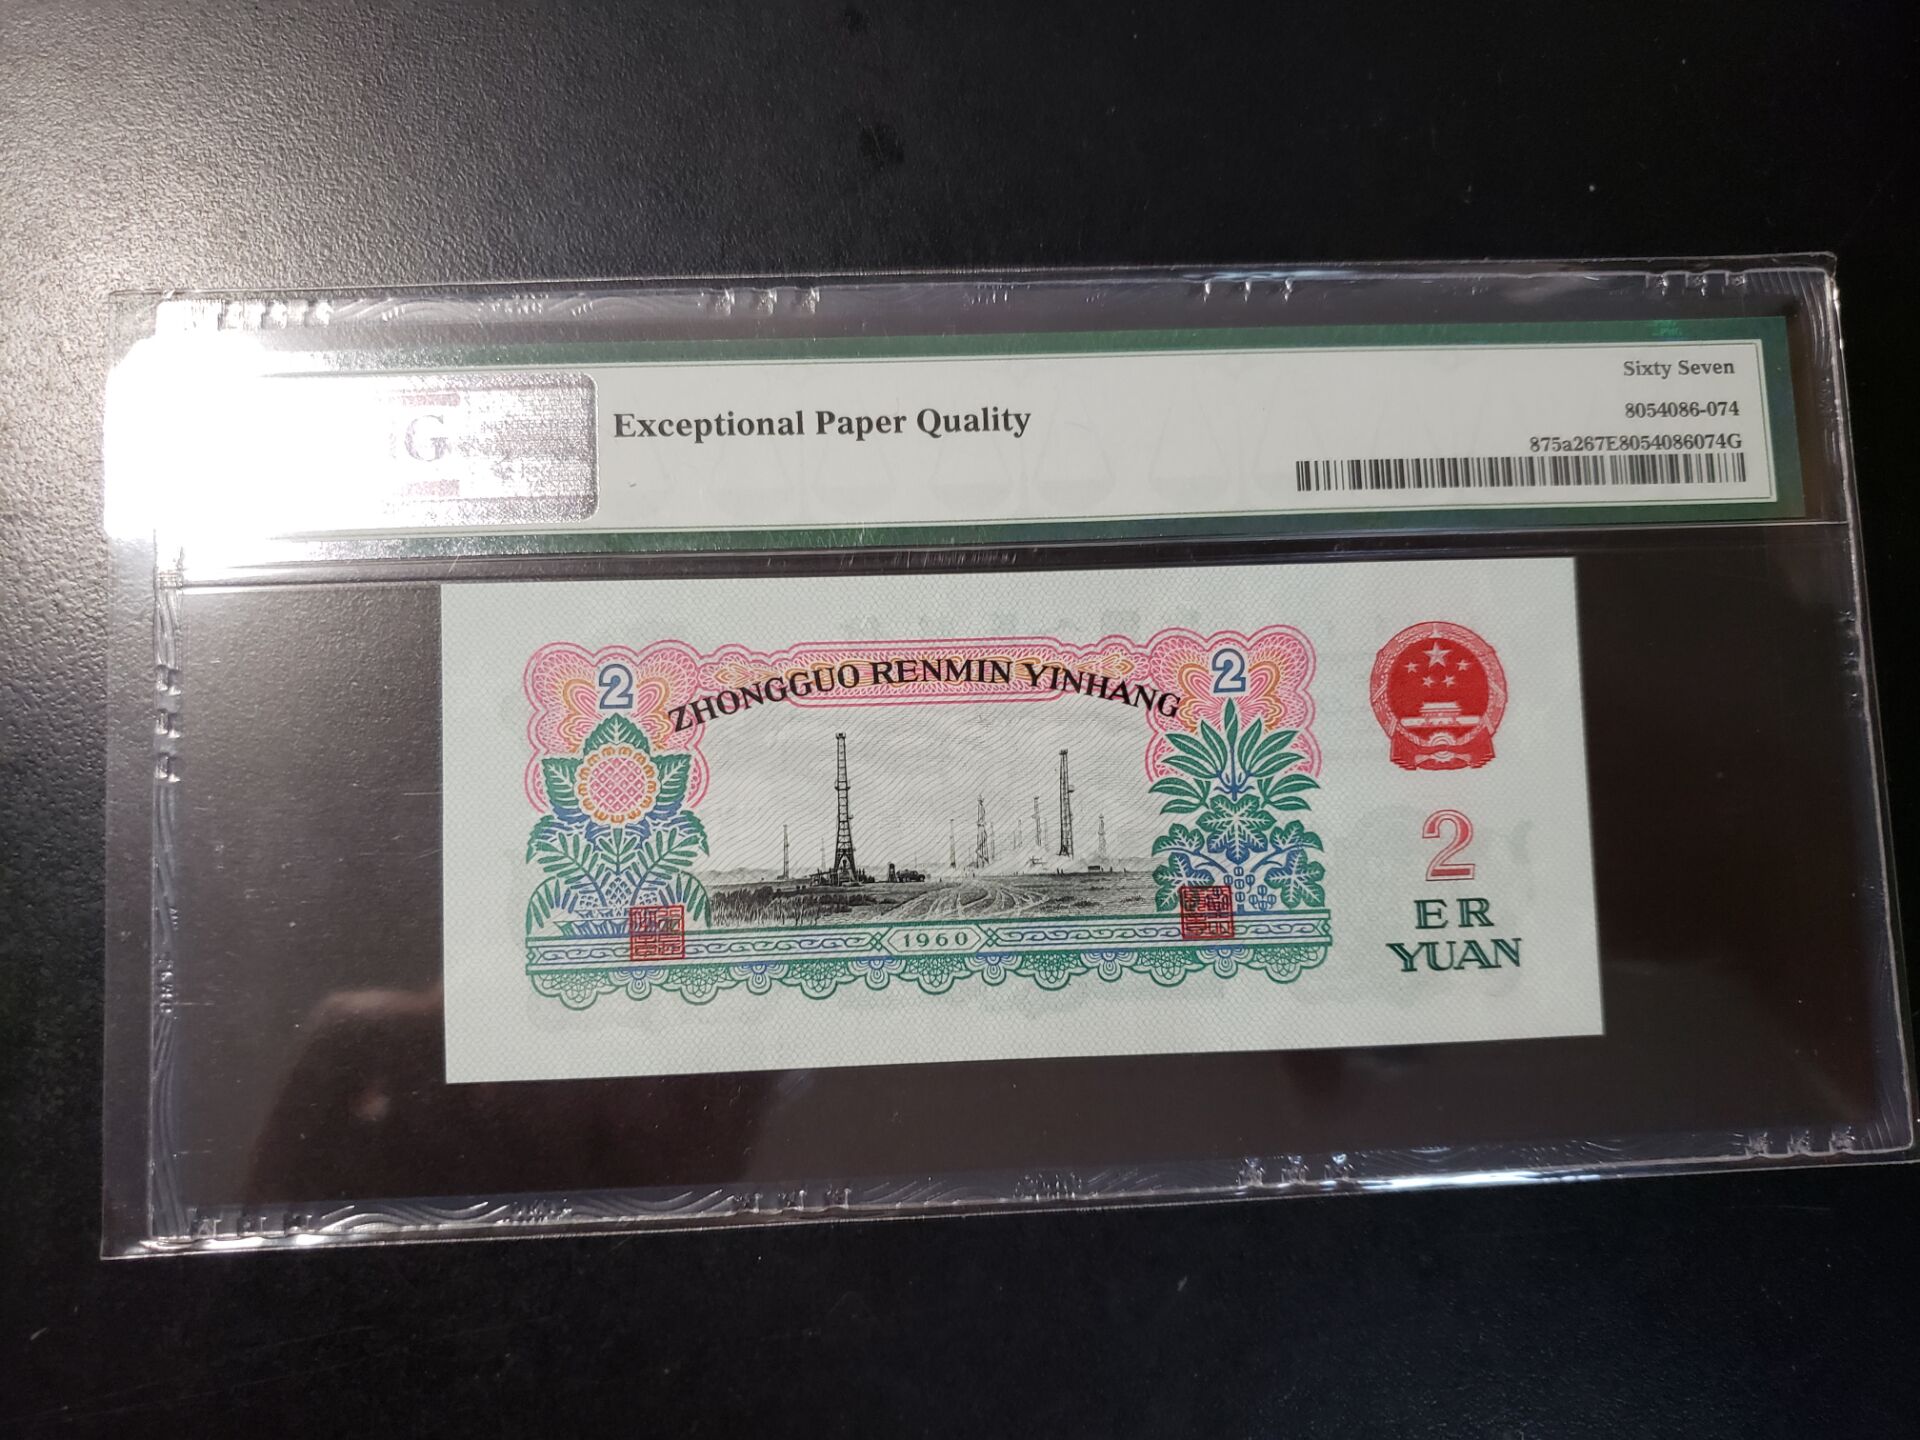 G
Exceptional Paper Quality
Sixty Seven
8054086-074
875a267E8054086074G
2
ZHONGGUO RENMIN YINHANG
2
1960
2
ER
YUAN